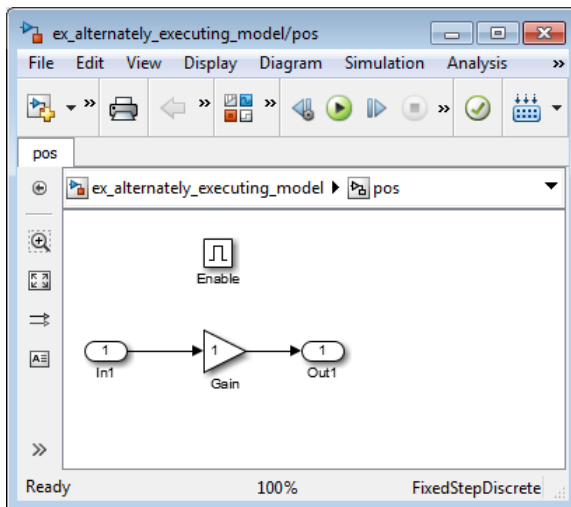 ex_alternately_executing_model/pos
File Edit View Display Diagram Simulation Analysis »
» » » »
pos
ex_alternately_executing_model pos
Enable
1 1 1
In1 Gain Out1
»
Ready 100% FixedStepDiscrete